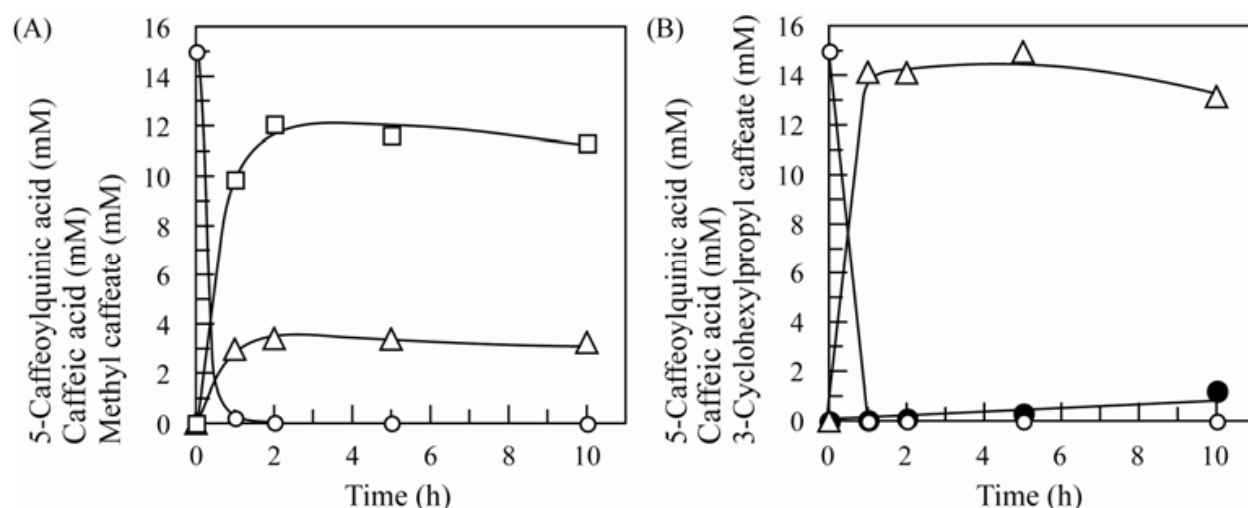 (A)
5-Caffeoylquinic acid (mM)
Caffeic acid (mM)
Methyl caffeate (mM)
16
14
12
10
8
6
4
2
0
0 2 4 6 8 10
Time (h)
(B)
5-Caffeoylquinic acid (mM)
Caffeic acid (mM)
3-Cyclohexylpropyl caffeate (mM)
16
14
12
10
8
6
4
2
0
0 2 4 6 8 10
Time (h)